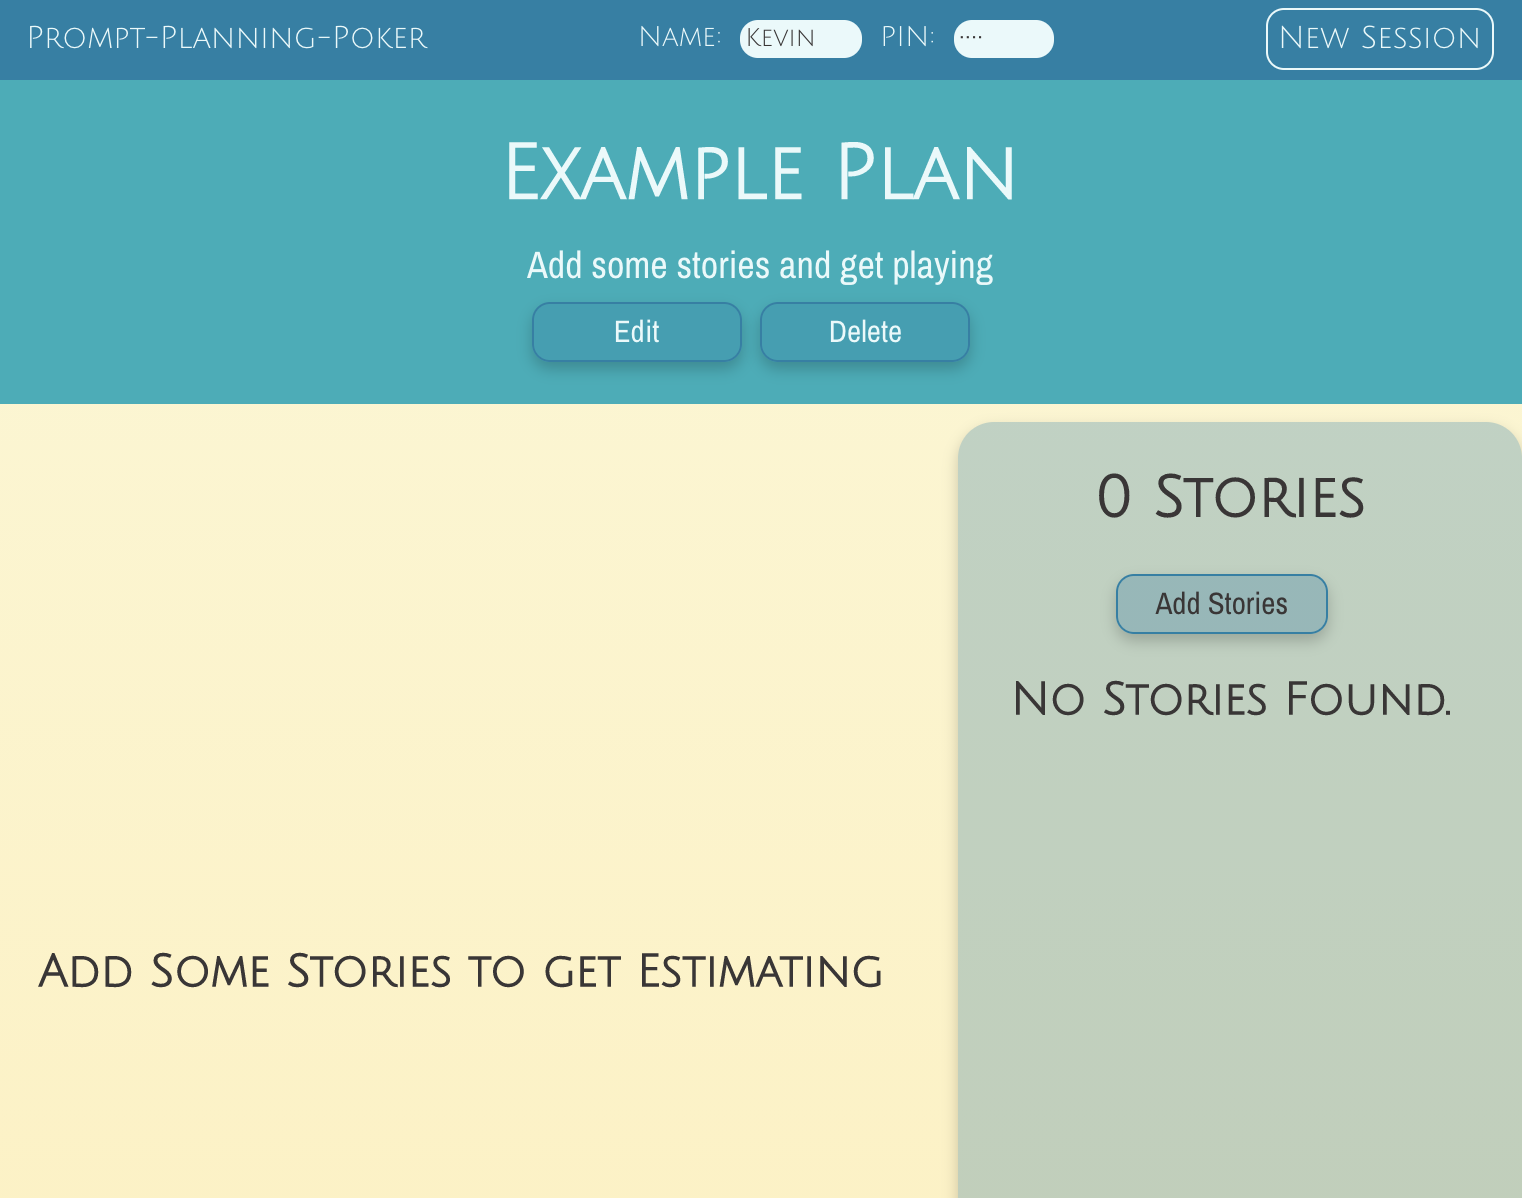 Prompt-Planning-Poker Name: Kevin PIN: .... New Session
Example Plan
Add some stories and get playing
Edit Delete
0 Stories
Add Stories
No Stories Found.
Add Some Stories to get Estimating